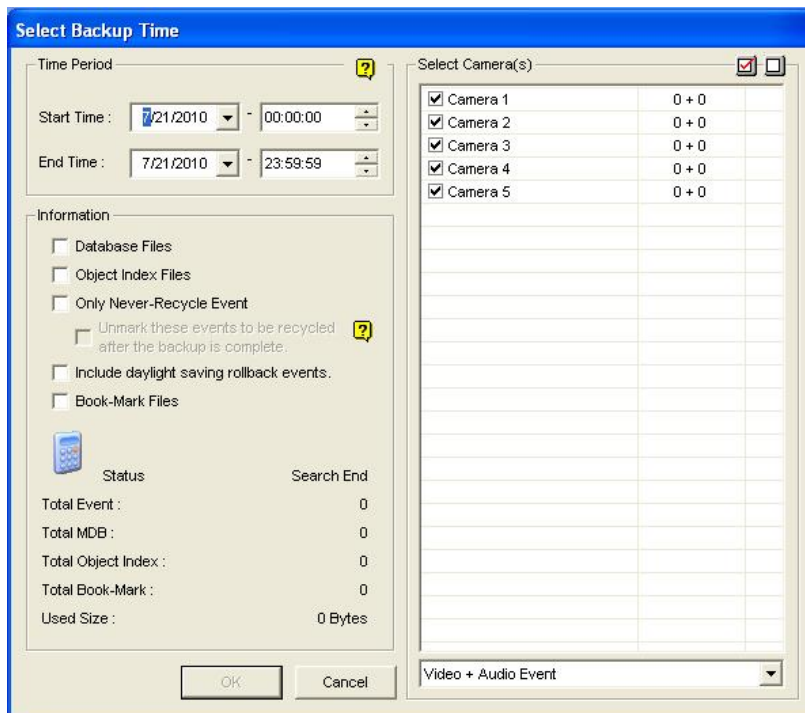 Select Backup Time
Time Period
?
Start Time : 7/21/2010 - 00:00:00
End Time : 7/21/2010 - 23:59:59
Information
Database Files
Object Index Files
Only Never-Recycle Event
Unmark these events to be recycled
after the backup is complete.
?
Include daylight saving rollback events.
Book-Mark Files
Status Search End
Total Event : 0
Total MDB : 0
Total Object Index : 0
Total Book-Mark : 0
Used Size : 0 Bytes
OK Cancel
Select Camera(s)
Camera 1 0 + 0
Camera 2 0 + 0
Camera 3 0 + 0
Camera 4 0 + 0
Camera 5 0 + 0
Video + Audio Event